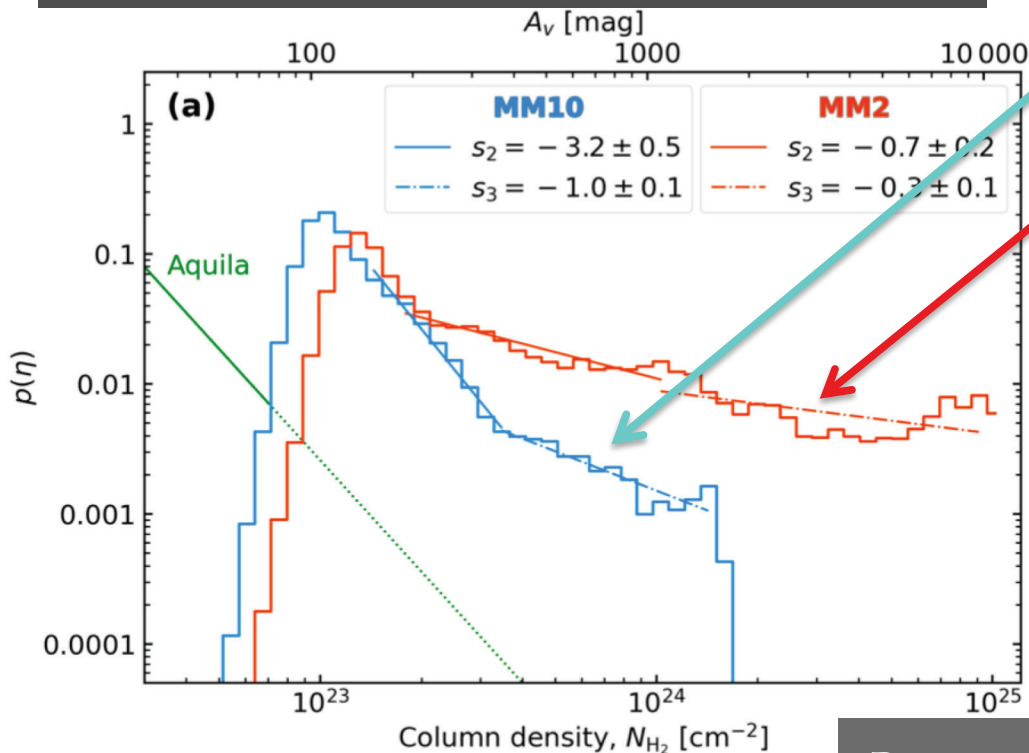 A_v [mag]
100 1000 10 000
(a)
MM10
s_2 = − 3.2 ± 0.5
s_3 = − 1.0 ± 0.1
MM2
s_2 = − 0.7 ± 0.2
s_3 = − 0.3 ± 0.1
Aquila
p(η)
1
0.1
0.01
0.001
0.0001
10^23 10^24 10^25
Column density, N_H₂ [cm^−2]